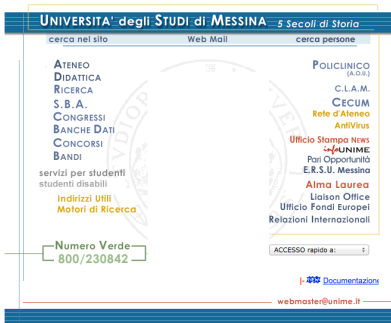 UNIVERSITA' degli STUDI di MESSINA 5 Secoli di Storia
cerca nel sito Web Mail cerca persone
ATENEO
DIDATTICA
RICERCA
S.B.A.
CONGRESSI
BANCHE DATI
CONCORSI
BANDI
servizi per studenti
studenti disabili
Indirizzi Utili
Motori di Ricerca
Numero Verde
800/230842
POLICLINICO
(A.O.U.)
C.L.A.M.
CECUM
Rete d'Ateneo
AntiVirus
Ufficio Stampa NEWS
infoUNIME
Pari Opportunità
E.R.S.U. Messina
Alma Laurea
Liaison Office
Ufficio Fondi Europei
Relazioni Internazionali
ACCESSO rapido a:
Documentazione
webmaster@unime.it